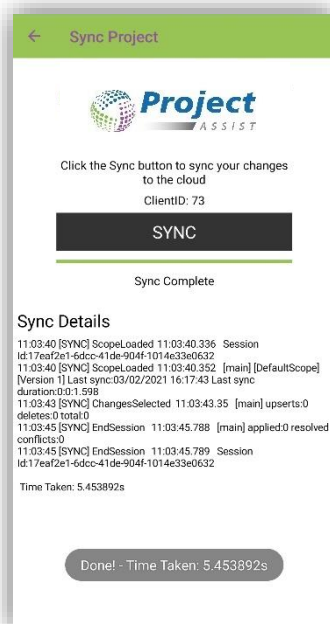 Sync Project
Project
ASSIST
Click the Sync button to sync your changes
to the cloud
ClientID: 73
SYNC
Sync Complete
Sync Details
11:03:40 [SYNC] ScopeLoaded 11:03:40.336 Session
Id:17eaf2e1-6dcc-41de-904f-1014e33e0632
11:03:40 [SYNC] ScopeLoaded 11:03:40.352 [main] [DefaultScope]
[Version 1] Last sync:03/02/2021 16:17:43 Last sync
duration:0:0:1.598
11:03:43 [SYNC] ChangesSelected 11:03:43.35 [main] upserts:0
deletes:0 total:0
11:03:45 [SYNC] EndSession 11:03:45.788 [main] applied:0 resolved
conflicts:0
11:03:45 [SYNC] EndSession 11:03:45.789 Session
Id:17eaf2e1-6dcc-41de-904f-1014e33e0632
Time Taken: 5.453892s
Done! - Time Taken: 5.453892s